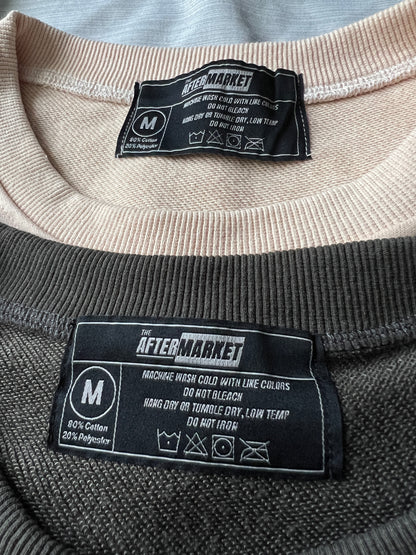 THE
AFTERMARKET
MACHINE WASH COLD WITH LIKE COLORS
DO NOT BLEACH
HANG DRY OR TUMBLE DRY, LOW TEMP
DO NOT IRON
M
80% Cotton
20% Polyester
THE
AFTERMARKET
MACHINE WASH COLD WITH LIKE COLORS
DO NOT BLEACH
HANG DRY OR TUMBLE DRY, LOW TEMP
DO NOT IRON
M
80% Cotton
20% Polyester